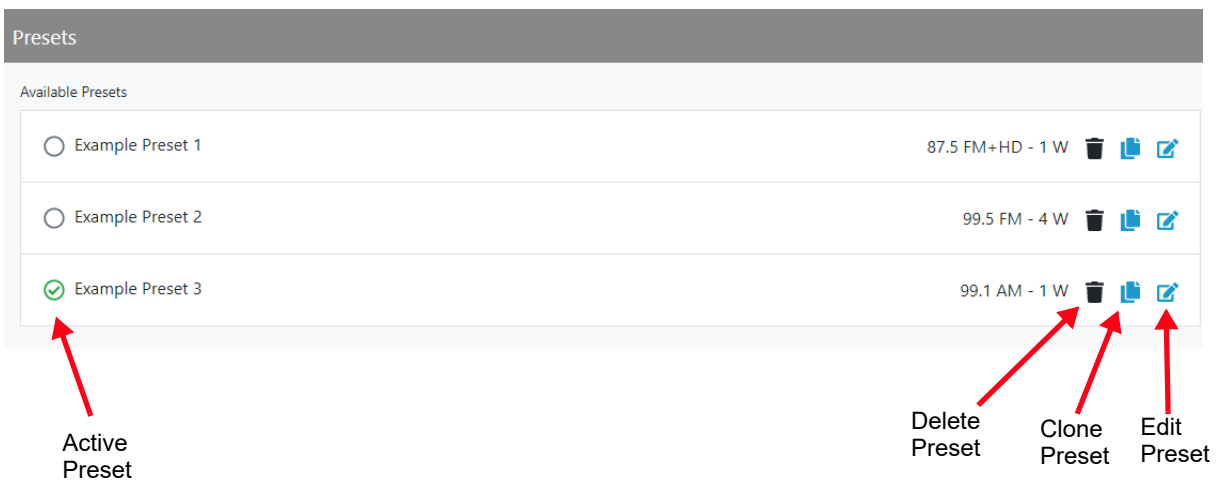 Presets
Available Presets
Example Preset 1
87.5 FM+HD - 1 W
Example Preset 2
99.5 FM - 4 W
Example Preset 3
99.1 AM - 1 W
Active
Preset
Delete
Preset
Clone
Preset
Edit
Preset